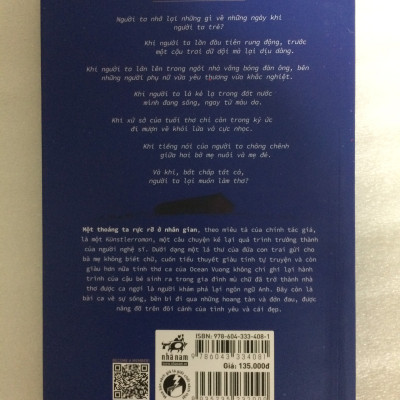 Người ta nhớ lại những gì về những ngày khi
người ta trẻ?
Khi người ta lần đầu tiên rung động, trước
một cậu trai dữ dội mà lại dịu dàng.
Khi người ta lớn lên trong ngôi nhà vắng bóng đàn ông, bên
những người phụ nữ vừa yêu thương vừa khắc nghiệt.
Khi người ta là kẻ lạ trong đất nước
mình đang sống, ngay từ màu da.
Khi xứ sở của tuổi thơ chỉ còn trong ký ức
đi mượn về khói lửa và cực nhọc.
Khi tiếng nói của người ta chông chênh
giữa hai bờ mẹ nuôi và mẹ đẻ.
Và khi, bất chấp tất cả,
người ta lại muốn làm thơ?
Một thoáng ta rực rỡ ở nhân gian, theo miêu tả của chính tác giả,
là một Künstlerroman, một câu chuyện kể lại quá trình trưởng thành
của người nghệ sĩ. Dưới dạng một lá thư của đứa con trai gửi cho
bà mẹ không biết chữ, cuốn tiểu thuyết giàu tính tự truyện và còn
giàu hơn nữa tính thơ ca của Ocean Vuong không chỉ ghi lại hành
trình của cậu bé sinh ra trong gia đình mù chữ đã trở thành nhà
thơ được ca ngợi là người khám phá lại ngôn ngữ Anh. Đây còn là
bài ca về sự sống, bền bỉ đi qua những hoang tàn và đớn đau, được
nâng đỡ trên đôi cánh của tình yêu và cái đẹp.
ISBN: 978-604-333-408-1
nhã nam
9786043334081
Giá: 135.000đ